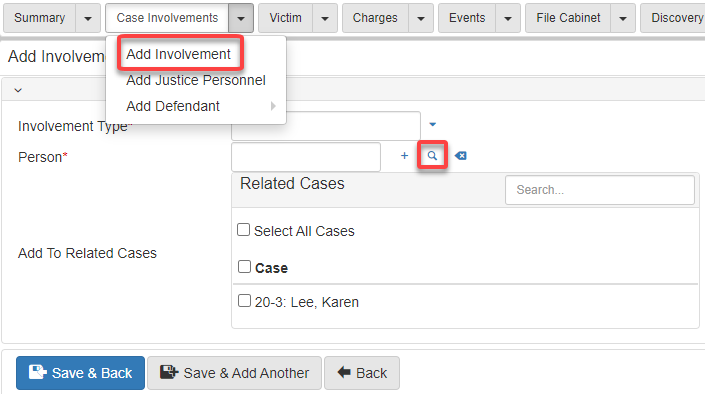 Summary Case Involvements Victim Charges Events File Cabinet Discovery
Add Involvement
Add Involvem
Add Justice Personnel
Add Defendant
Involvement Type*
Person* +
Related Cases Search...
Select All Cases
Add To Related Cases
Case
20-3: Lee, Karen
Save & Back Save & Add Another Back